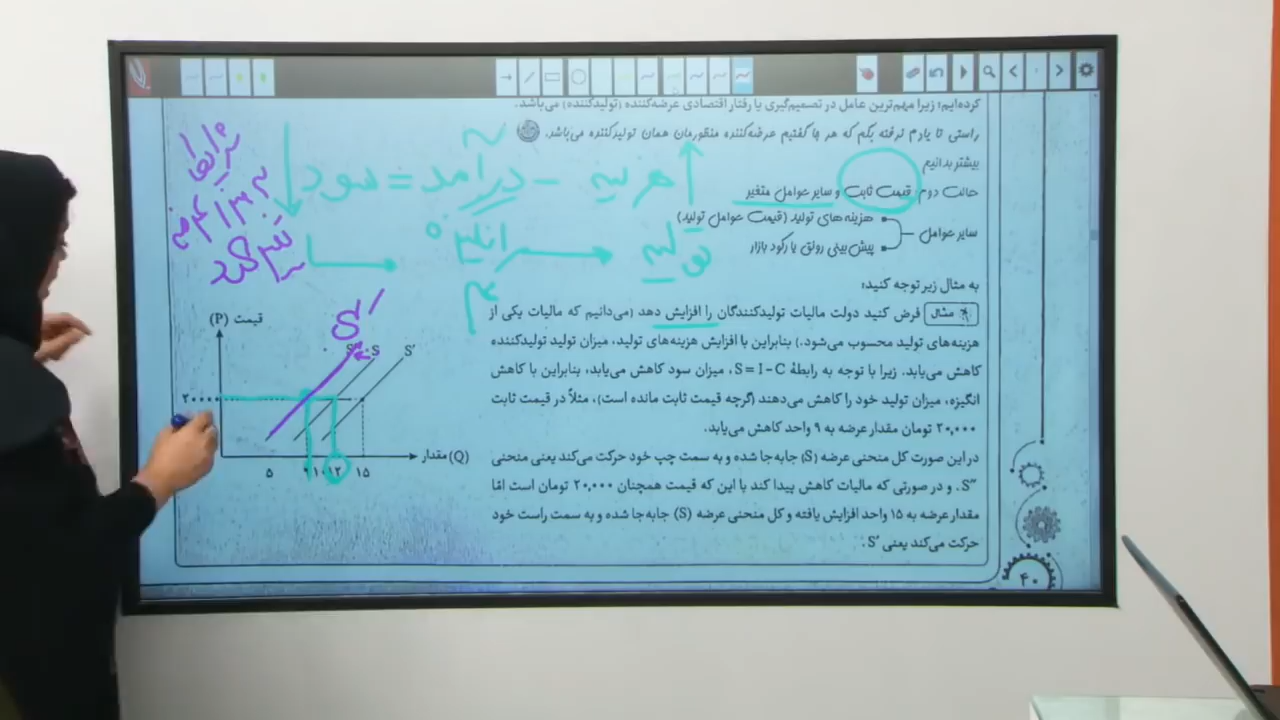 کرده‌ایم؛ زیرا مهم‌ترین عامل در تصمیم‌گیری یا رفتار اقتصادی عرضه‌کننده (تولیدکننده) می‌باشد.
راستی تا یادم نرفته بگم که هر جا گفتیم عرضه‌کننده منظورمان همان تولیدکننده می‌باشد.
بیشتر بدانیم
حالت دوم: قیمت ثابت و سایر عوامل متغیر
سایر عوامل
هزینه های تولید (قیمت عوامل تولید)
پیش‌بینی رونق یا رکود بازار
هزینه – درآمد = سود
تولید
انگیزه
شرایط
به مثال زیر توجه کنید:
مثال فرض کنید دولت مالیات تولیدکنندگان را افزایش دهد (می‌دانیم که مالیات یکی از
هزینه‌های تولید محسوب می‌شود.) بنابراین با افزایش هزینه‌های تولید، میزان تولید تولیدکننده
کاهش می‌یابد. زیرا با توجه به رابطهٔ S = I – C، میزان سود کاهش می‌یابد، بنابراین با کاهش
انگیزه، میزان تولید خود را کاهش می‌دهند (گرچه قیمت ثابت مانده است)، مثلاً در قیمت ثابت
۲۰,۰۰۰ تومان مقدار عرضه به ۹ واحد کاهش می‌یابد.
در این صورت کل منحنی عرضه (S) جابه‌جا شده و به سمت چپ خود حرکت می‌کند یعنی منحنی
S″. و در صورتی که مالیات کاهش پیدا کند با این که قیمت همچنان ۲۰,۰۰۰ تومان است امّا
مقدار عرضه به ۱۵ واحد افزایش یافته و کل منحنی عرضه (S) جابه‌جا شده و به سمت راست خود
حرکت می‌کند یعنی S′.
قیمت (P)
S″ S S′
۲۰۰۰۰
۵ ۹ ۱۰ ۱۲ ۱۵
مقدار (Q)
۴۰